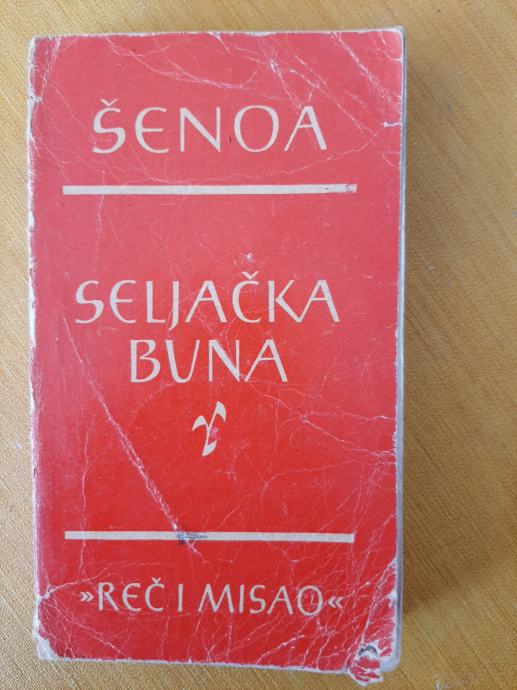 ŠENOA
SELJAČKA
BUNA
»REČ I MISAO«